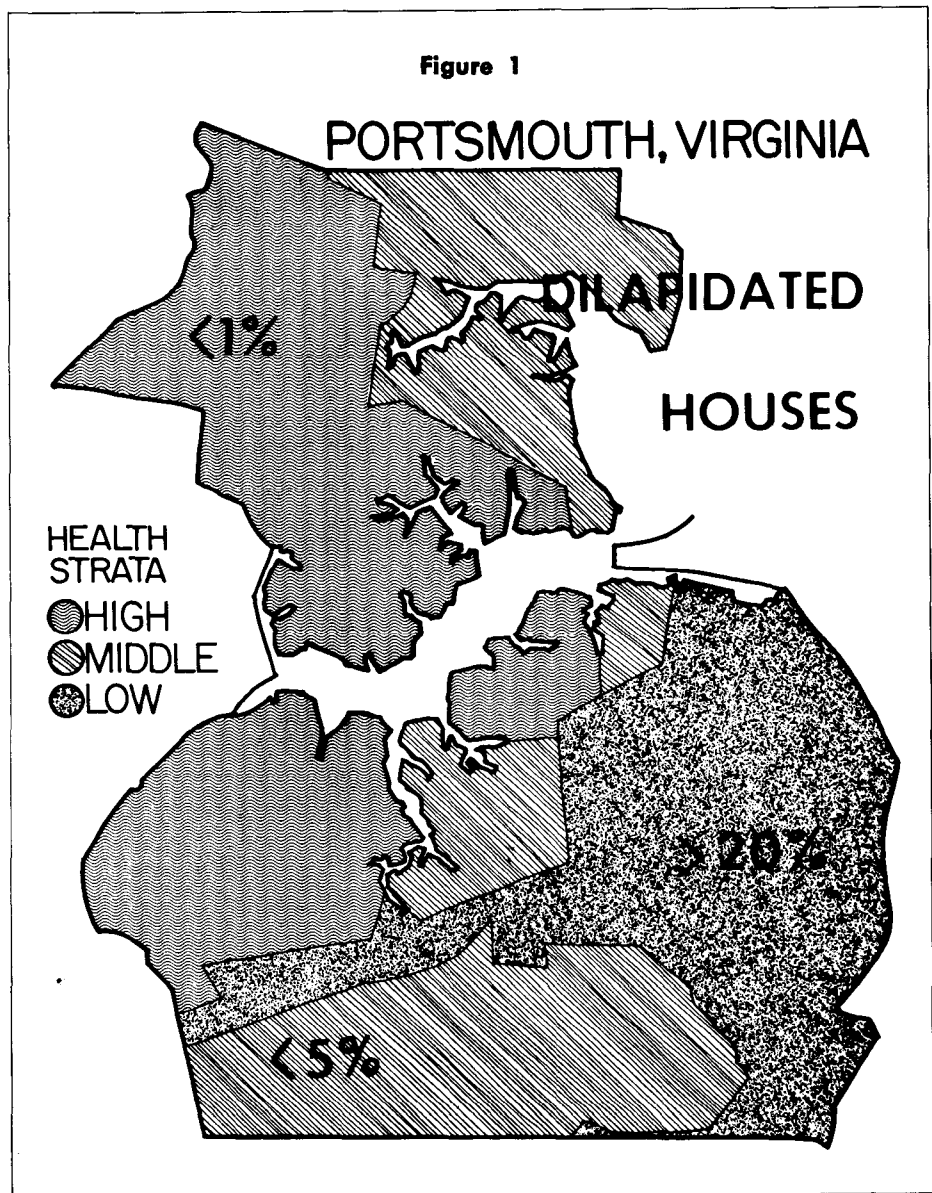 Figure 1
PORTSMOUTH, VIRGINIA
DILAPIDATED
HOUSES
<1%
HEALTH
STRATA
HIGH
MIDDLE
LOW
>20%
<5%